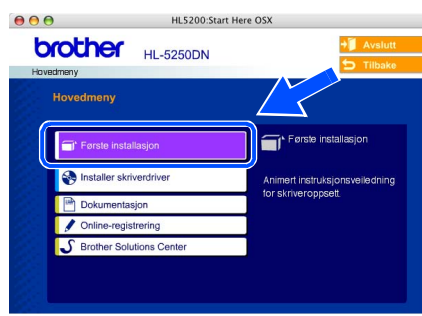 HL5200:Start Here OSX
brother
HL-5250DN
Avslutt
Tilbake
Hovedmeny
Hovedmeny
Første installasjon
Installer skriverdriver
Dokumentasjon
Online-registrering
Brother Solutions Center
Første installasjon
Animert instruksjonsveiledning
for skriveroppsett.